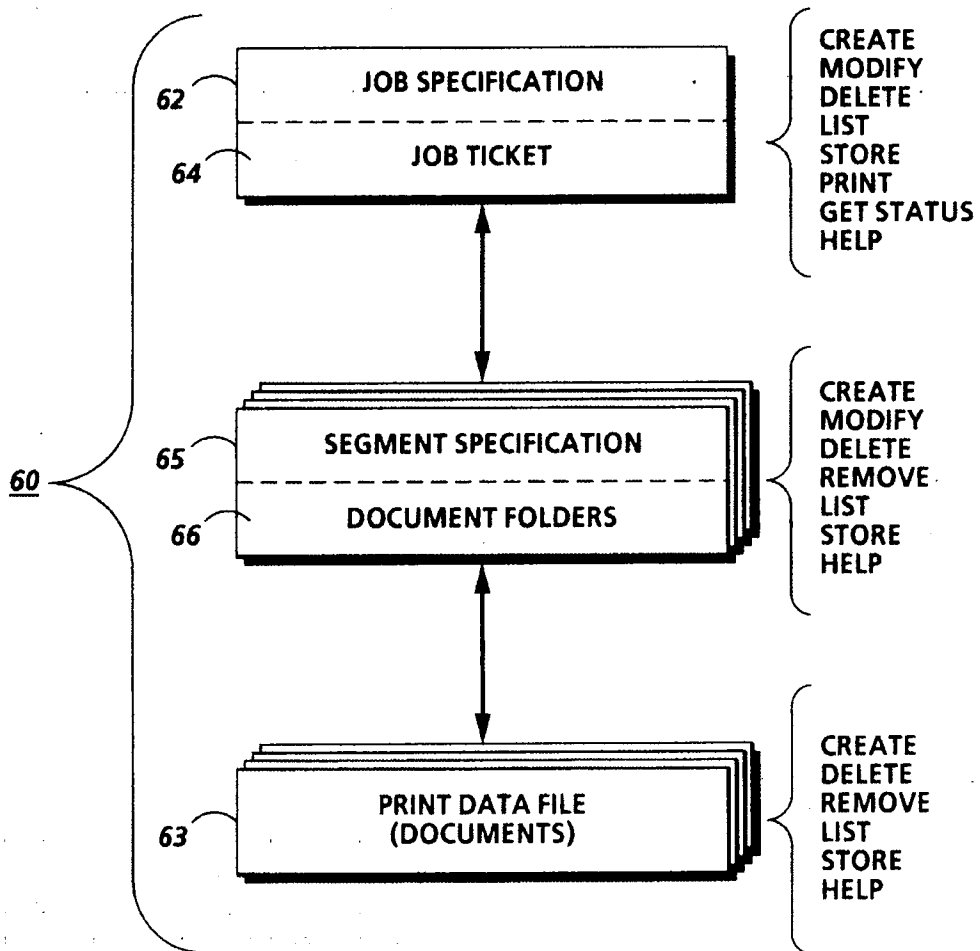 62
JOB SPECIFICATION
64
JOB TICKET
CREATE
MODIFY
DELETE
LIST
STORE
PRINT
GET STATUS
HELP
60
65
SEGMENT SPECIFICATION
66
DOCUMENT FOLDERS
CREATE
MODIFY
DELETE
REMOVE
LIST
STORE
HELP
63
PRINT DATA FILE
(DOCUMENTS)
CREATE
DELETE
REMOVE
LIST
STORE
HELP